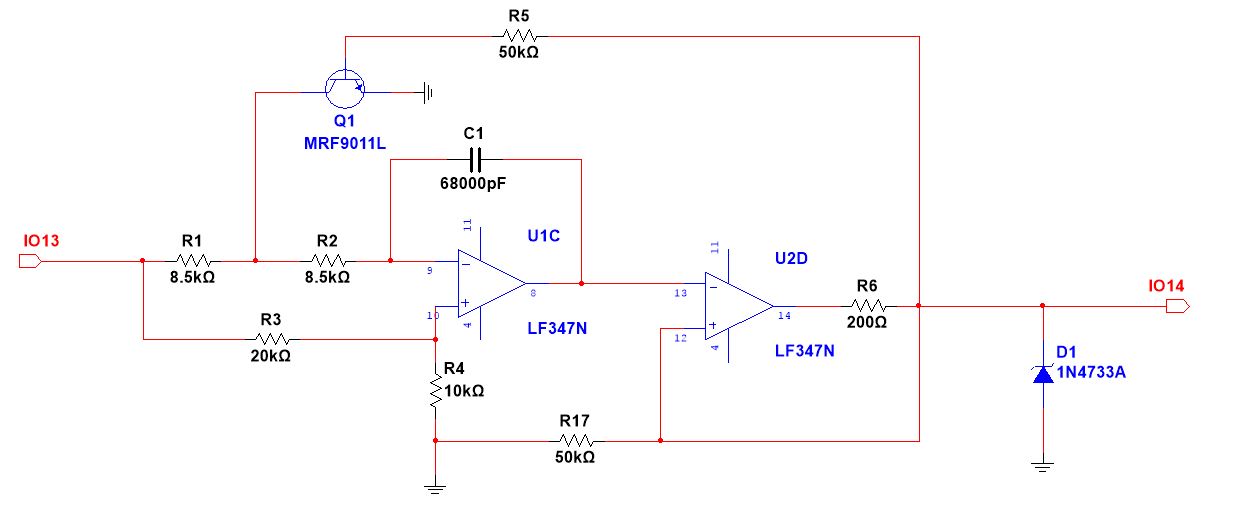 R5
50kΩ
Q1
MRF9011L
C1
68000pF
IO13
R1
8.5kΩ
R2
8.5kΩ
11
U1C
9
-
8
10
+
4
LF347N
R3
20kΩ
R4
10kΩ
R17
50kΩ
11
U2D
13
-
14
12
+
4
LF347N
R6
200Ω
IO14
D1
1N4733A